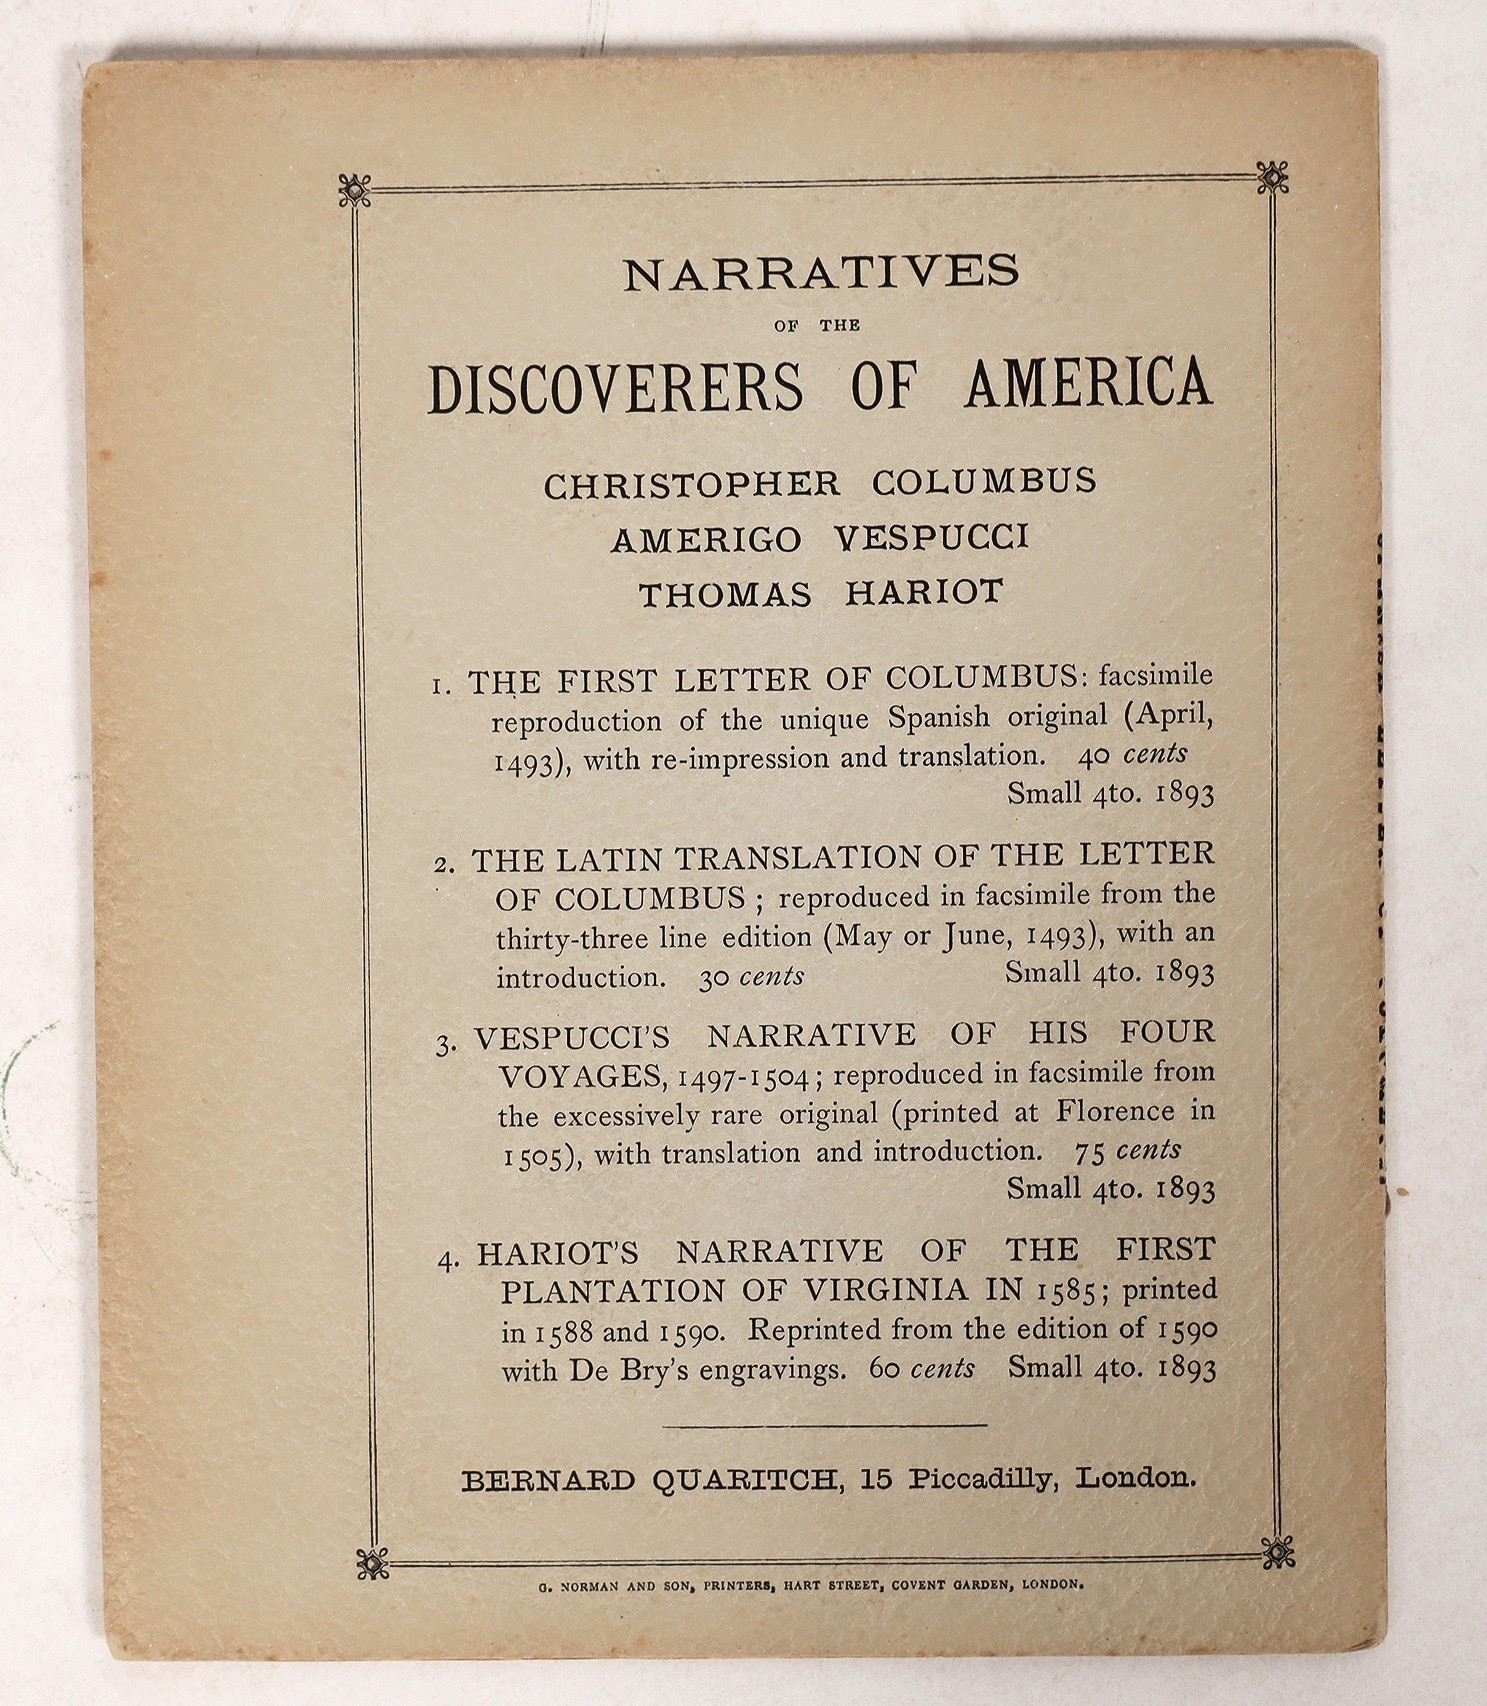 NARRATIVES
OF THE
DISCOVERERS OF AMERICA
CHRISTOPHER COLUMBUS
AMERIGO VESPUCCI
THOMAS HARIOT
1. THE FIRST LETTER OF COLUMBUS: facsimile
reproduction of the unique Spanish original (April,
1493), with re-impression and translation. 40 cents
Small 4to. 1893
2. THE LATIN TRANSLATION OF THE LETTER
OF COLUMBUS ; reproduced in facsimile from the
thirty-three line edition (May or June, 1493), with an
introduction. 30 cents Small 4to. 1893
3. VESPUCCI'S NARRATIVE OF HIS FOUR
VOYAGES, 1497-1504; reproduced in facsimile from
the excessively rare original (printed at Florence in
1505), with translation and introduction. 75 cents
Small 4to. 1893
4. HARIOT'S NARRATIVE OF THE FIRST
PLANTATION OF VIRGINIA IN 1585; printed
in 1588 and 1590. Reprinted from the edition of 1590
with De Bry's engravings. 60 cents Small 4to. 1893
BERNARD QUARITCH, 15 Piccadilly, London.
G. NORMAN AND SON, PRINTERS, HART STREET, COVENT GARDEN, LONDON.